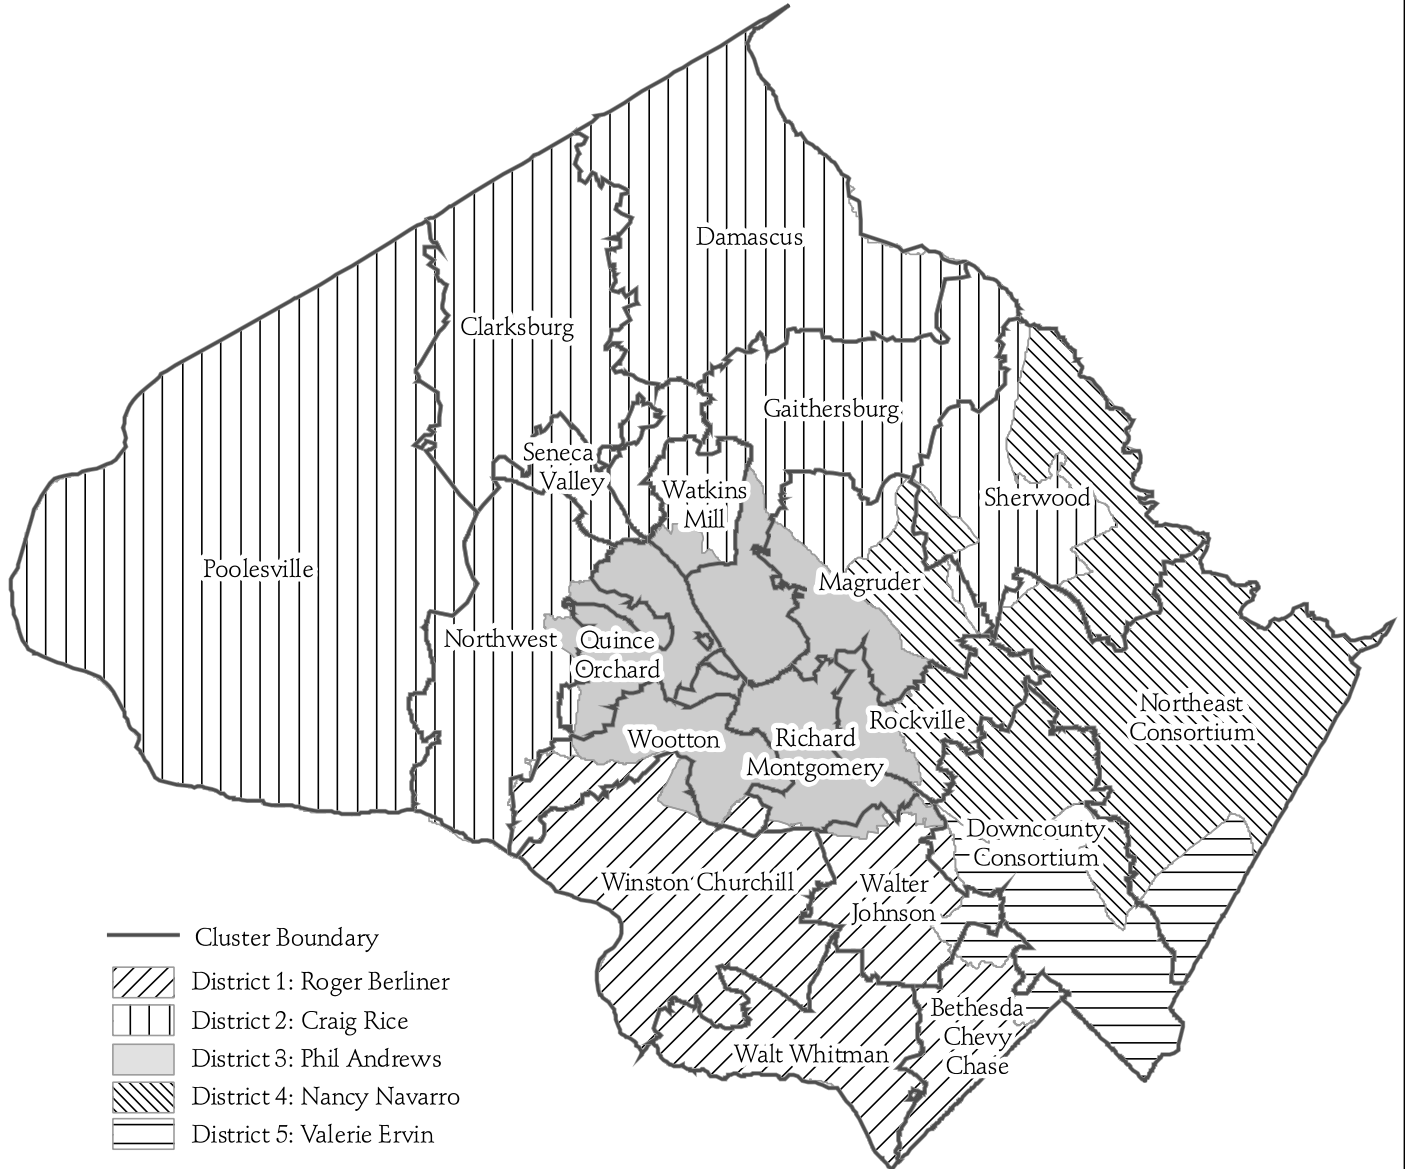 Damascus
Clarksburg
Gaithersburg
Seneca
Valley
Watkins
Mill
Sherwood
Poolesville
Magruder
Northwest
Quince
Orchard
Northeast
Consortium
Rockville
Wootton
Richard
Montgomery
Downcounty
Consortium
Winston Churchill
Walter
Johnson
Bethesda
Chevy
Chase
Walt Whitman
Cluster Boundary
District 1: Roger Berliner
District 2: Craig Rice
District 3: Phil Andrews
District 4: Nancy Navarro
District 5: Valerie Ervin